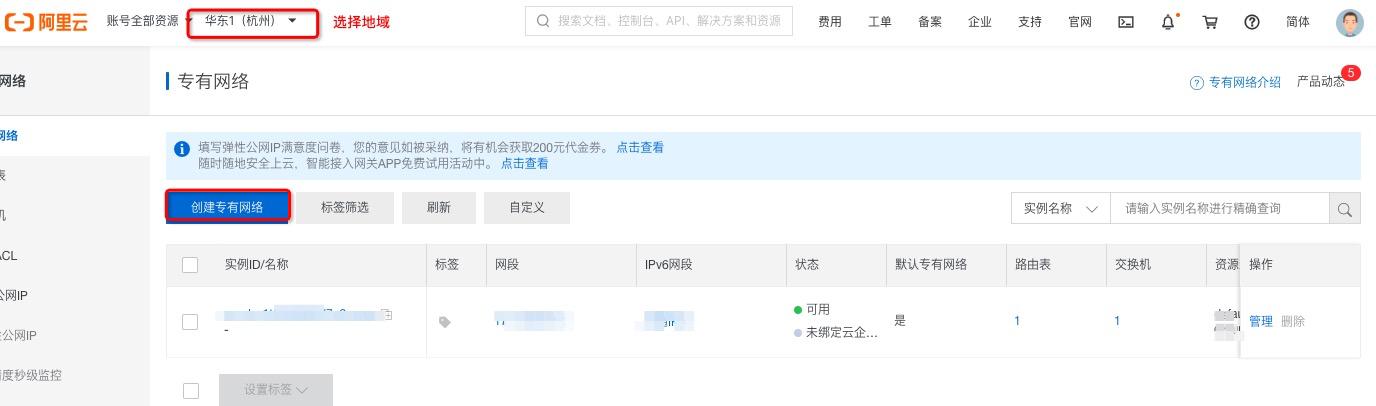 阿里云 账号全部资源 华东1（杭州） 选择地域 搜索文档、控制台、API、解决方案和资源 费用 工单 备案 企业 支持 官网 简体
网络 专有网络 专有网络介绍 产品动态 5
网络
填写弹性公网IP满意度问卷，您的意见如被采纳，将有机会获取200元代金券。 点击查看
随时随地安全上云，智能接入网关APP免费试用活动中。 点击查看
表
创建专有网络 标签筛选 刷新 自定义 实例名称 请输入实例名称进行精确查询
机
ACL 实例ID/名称 标签 网段 IPv6网段 状态 默认专有网络 路由表 交换机 资源 操作
公网IP
可用
- 未绑定云企... 是 1 1 管理 删除
公网IP
度秒级监控
设置标签